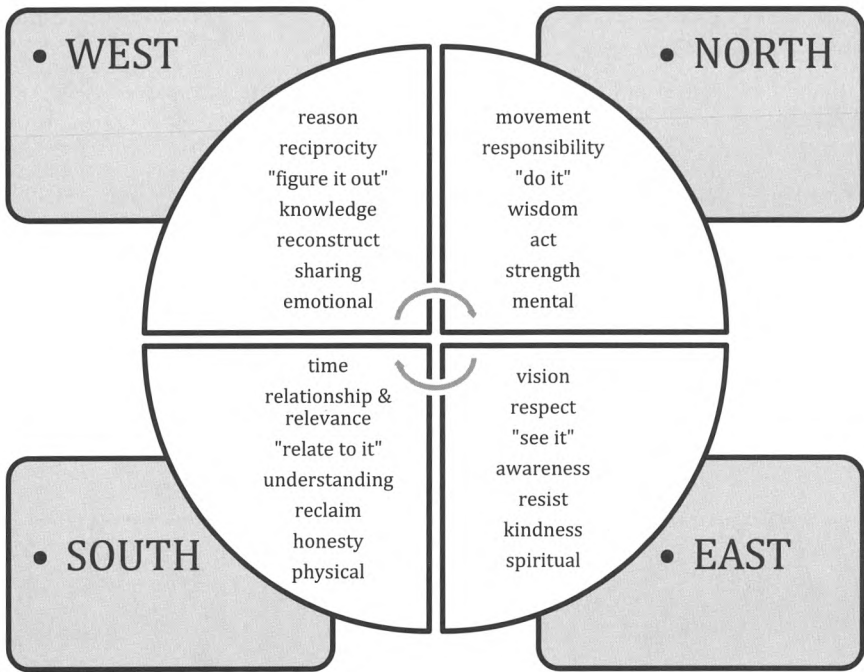 • WEST
reason
reciprocity
"figure it out"
knowledge
reconstruct
sharing
emotional
• NORTH
movement
responsibility
"do it"
wisdom
act
strength
mental
• SOUTH
time
relationship &
relevance
"relate to it"
understanding
reclaim
honesty
physical
• EAST
vision
respect
"see it"
awareness
resist
kindness
spiritual